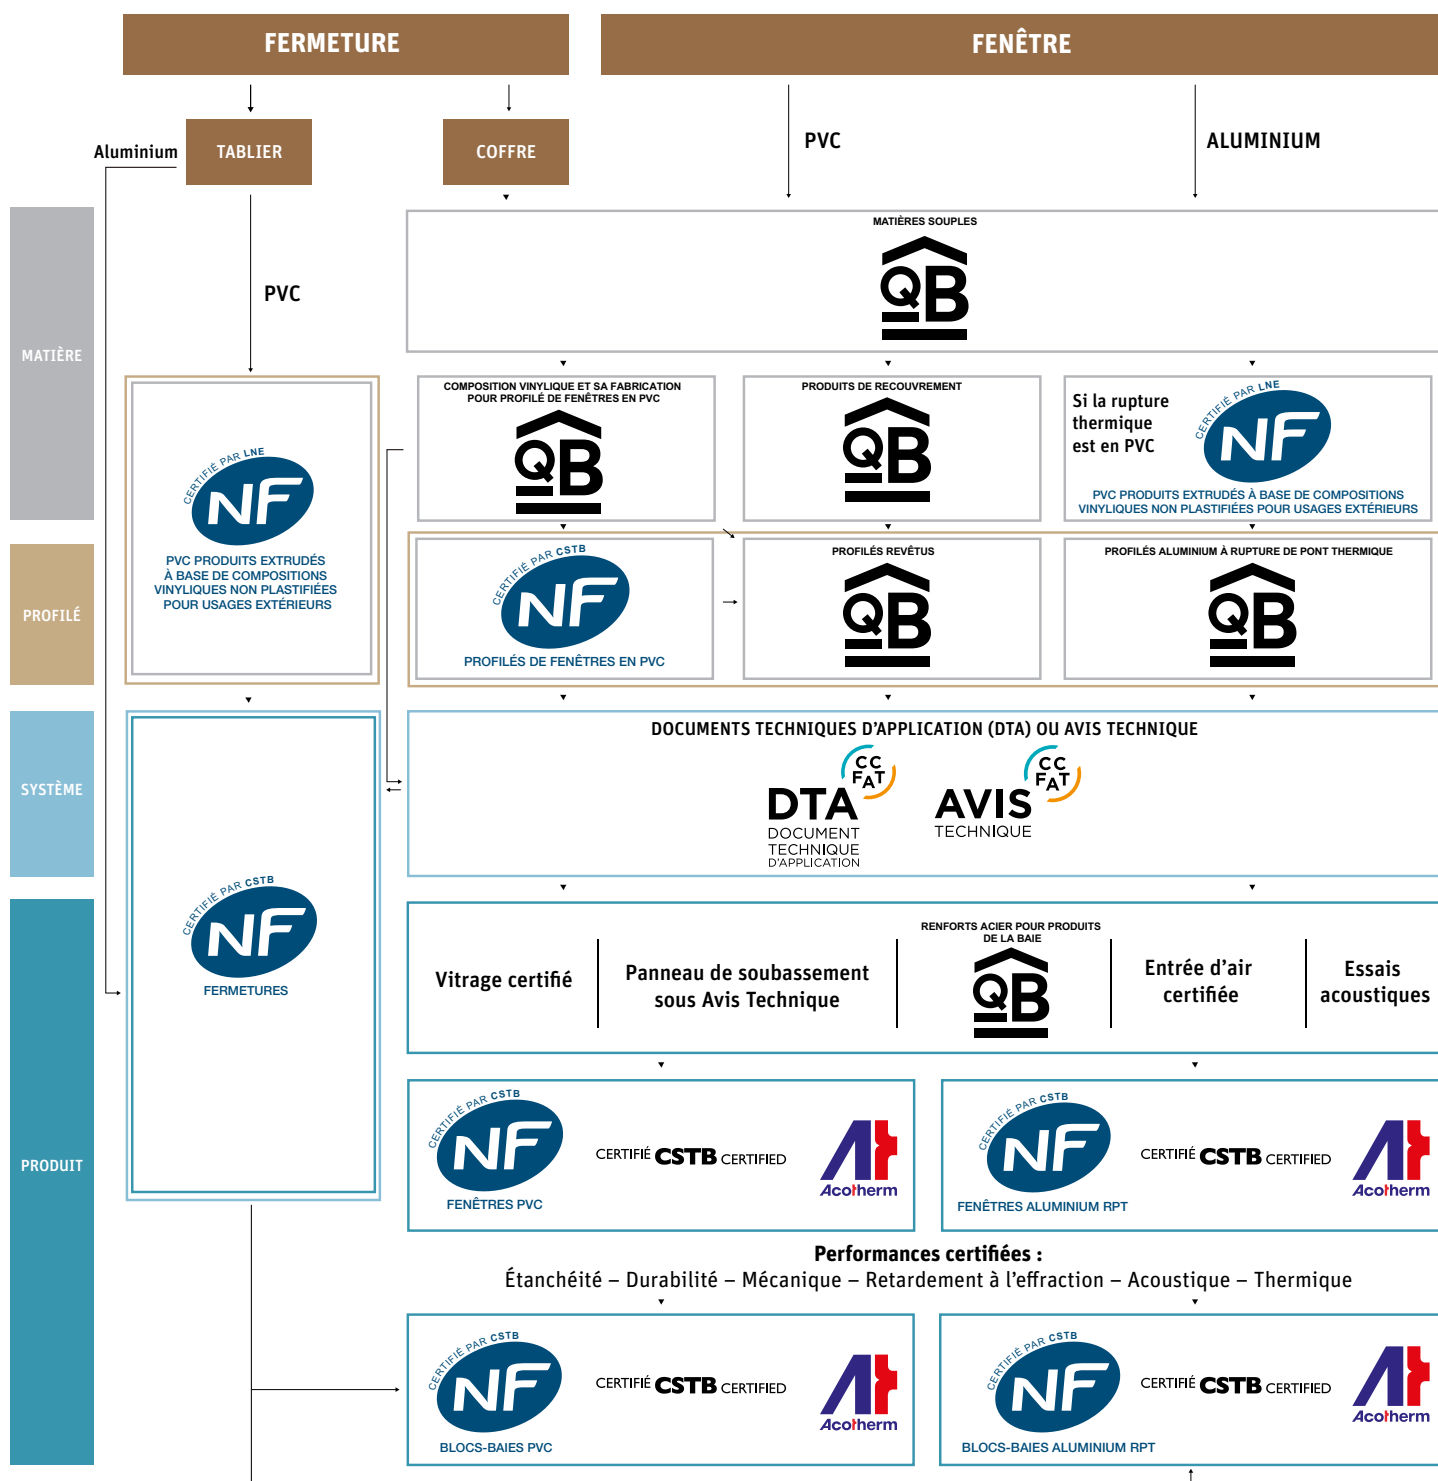 FERMETURE
FENÊTRE
Aluminium
TABLIER
COFFRE
PVC
ALUMINIUM
PVC
MATIÈRE
MATIÈRES SOUPLES
QB
COMPOSITION VINYLIQUE ET SA FABRICATION
POUR PROFILÉ DE FENÊTRES EN PVC
QB
PRODUITS DE RECOUVREMENT
QB
Si la rupture
thermique
est en PVC
CERTIFIÉ PAR LNE
NF
PVC PRODUITS EXTRUDÉS À BASE DE COMPOSITIONS
VINYLIQUES NON PLASTIFIÉES POUR USAGES EXTÉRIEURS
CERTIFIÉ PAR LNE
NF
PVC PRODUITS EXTRUDÉS
À BASE DE COMPOSITIONS
VINYLIQUES NON PLASTIFIÉES
POUR USAGES EXTÉRIEURS
PROFILÉ
CERTIFIÉ PAR CSTB
NF
PROFILÉS DE FENÊTRES EN PVC
PROFILÉS REVÊTUS
QB
PROFILÉS ALUMINIUM À RUPTURE DE PONT THERMIQUE
QB
SYSTÈME
DOCUMENTS TECHNIQUES D'APPLICATION (DTA) OU AVIS TECHNIQUE
CC
FAT
DTA
DOCUMENT
TECHNIQUE
D'APPLICATION
CC
FAT
AVIS
TECHNIQUE
CERTIFIÉ PAR CSTB
NF
FERMETURES
PRODUIT
Vitrage certifié
Panneau de soubassement
sous Avis Technique
RENFORTS ACIER POUR PRODUITS
DE LA BAIE
QB
Entrée d'air
certifiée
Essais
acoustiques
CERTIFIÉ PAR CSTB
NF
FENÊTRES PVC
CERTIFIÉ CSTB CERTIFIED
Acotherm
CERTIFIÉ PAR CSTB
NF
FENÊTRES ALUMINIUM RPT
CERTIFIÉ CSTB CERTIFIED
Acotherm
Performances certifiées :
Étanchéité – Durabilité – Mécanique – Retardement à l'effraction – Acoustique – Thermique
CERTIFIÉ PAR CSTB
NF
BLOCS-BAIES PVC
CERTIFIÉ CSTB CERTIFIED
Acotherm
CERTIFIÉ PAR CSTB
NF
BLOCS-BAIES ALUMINIUM RPT
CERTIFIÉ CSTB CERTIFIED
Acotherm